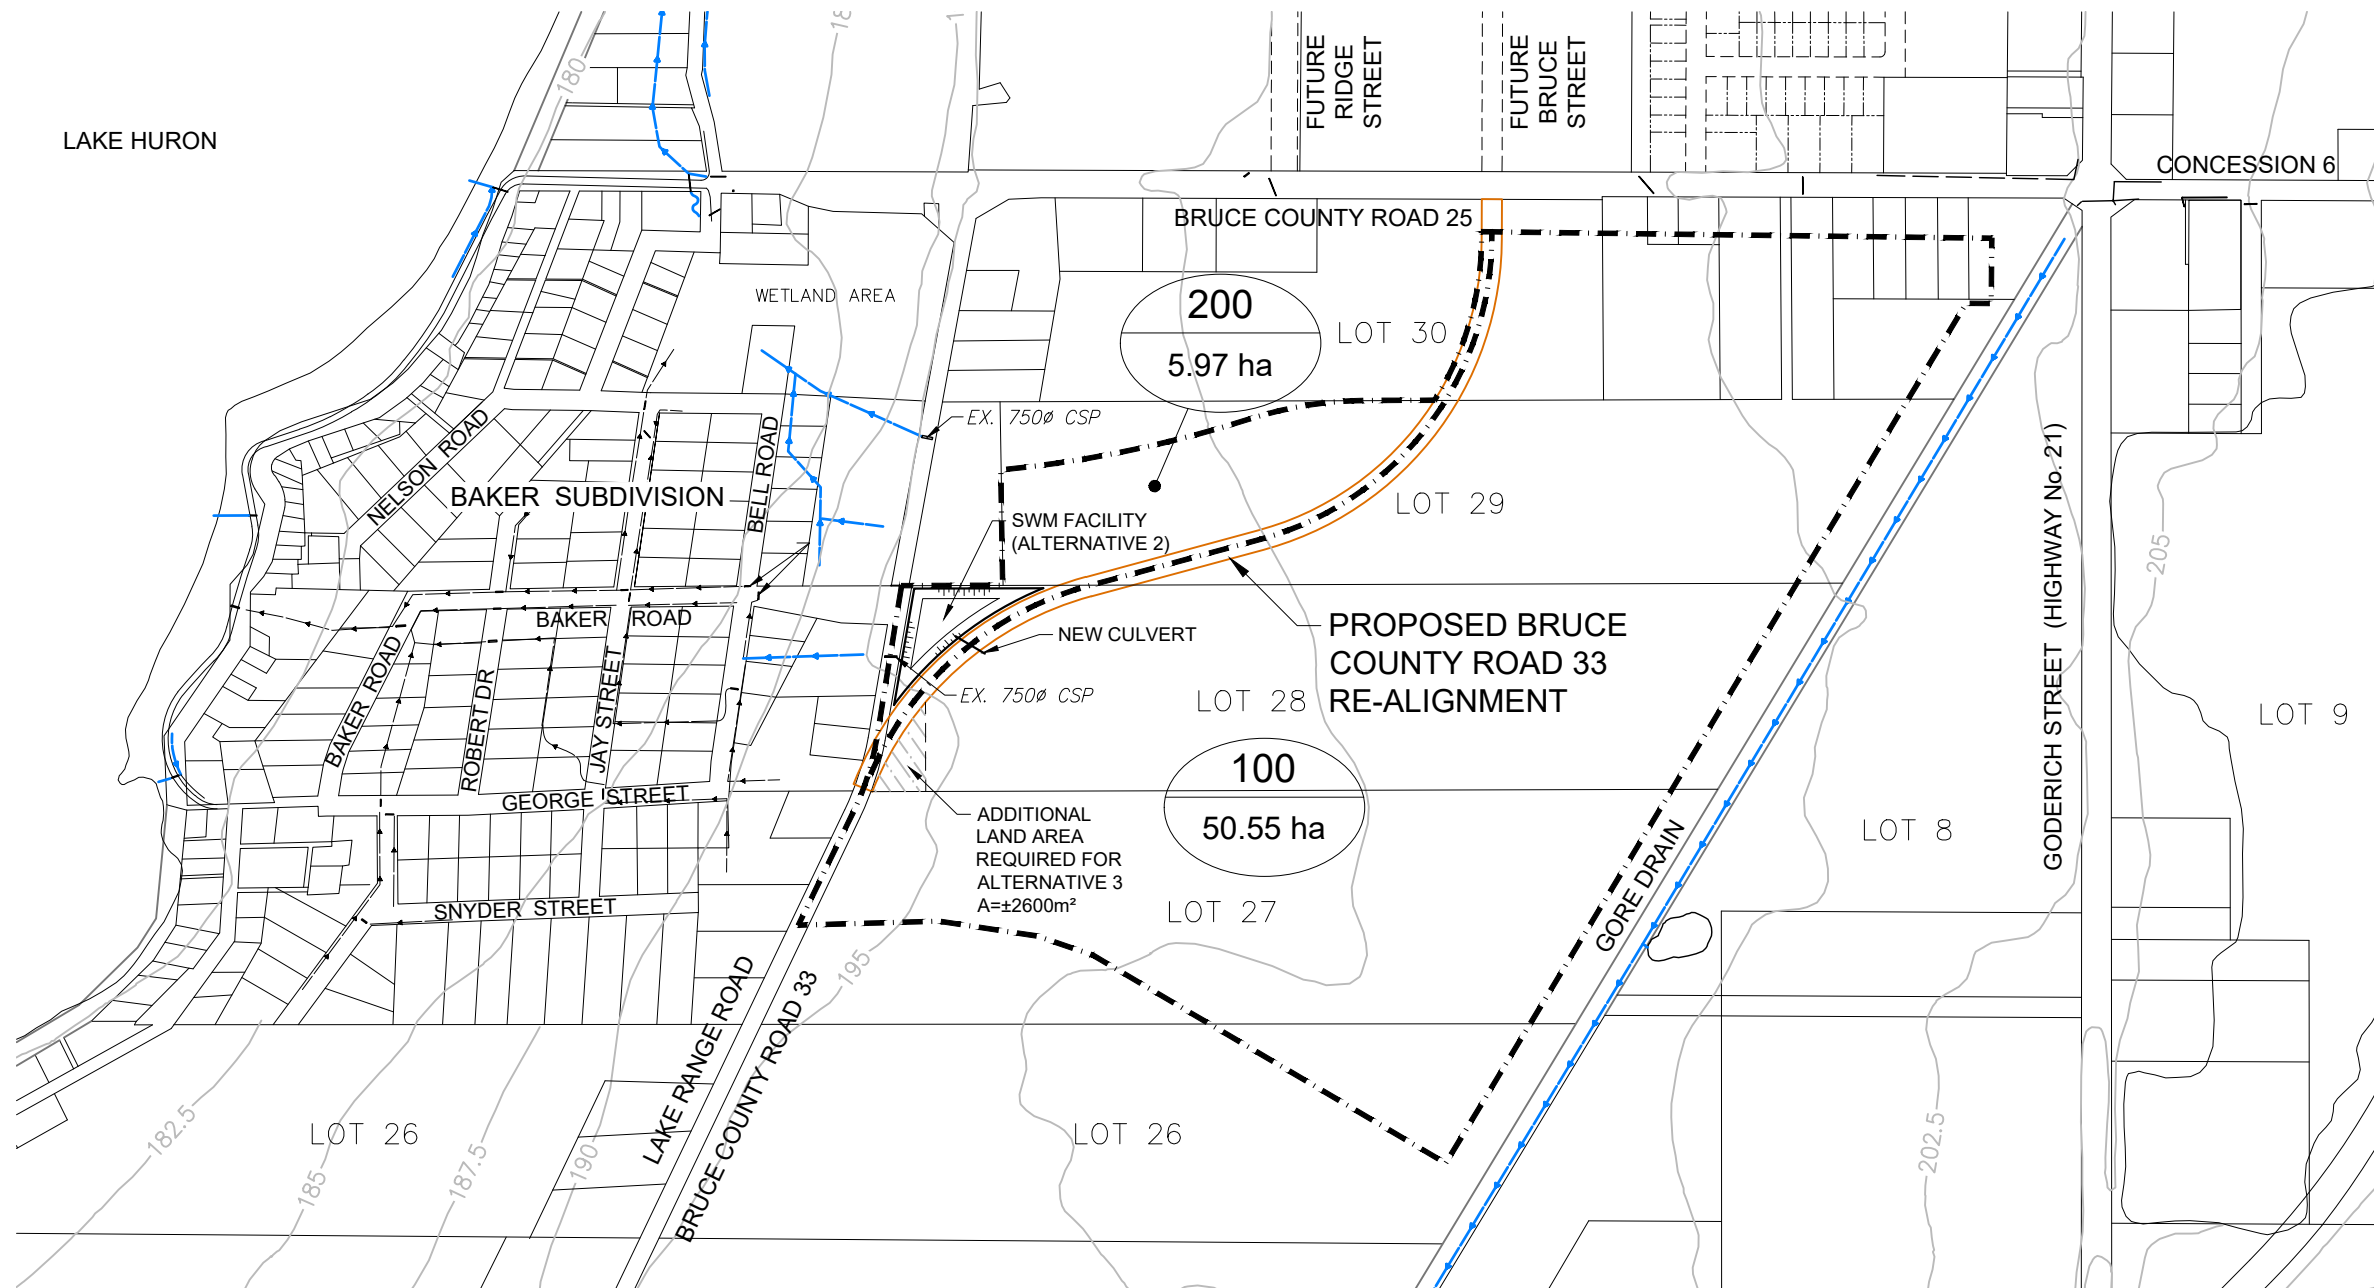 180
18
1
FUTURE
RIDGE
STREET
FUTURE
BRUCE
STREET
LAKE HURON
CONCESSION 6
BRUCE COUNTY ROAD 25
WETLAND AREA
200
5.97 ha
LOT 30
EX. 750ø CSP
NELSON ROAD
BAKER SUBDIVISION
BELL ROAD
LOT 29
SWM FACILITY
(ALTERNATIVE 2)
GODERICH STREET (HIGHWAY No. 21)
205
BAKER ROAD
NEW CULVERT
PROPOSED BRUCE
COUNTY ROAD 33
RE-ALIGNMENT
BAKER ROAD
ROBERT DR
JAY STREET
EX. 750ø CSP
LOT 28
LOT 9
100
50.55 ha
GEORGE STREET
ADDITIONAL
LAND AREA
REQUIRED FOR
ALTERNATIVE 3
A=±2600m²
LOT 8
GORE DRAIN
SNYDER STREET
LOT 27
195
LAKE RANGE ROAD
BRUCE COUNTY ROAD 33
182.5
185
187.5
190
LOT 26
LOT 26
202.5